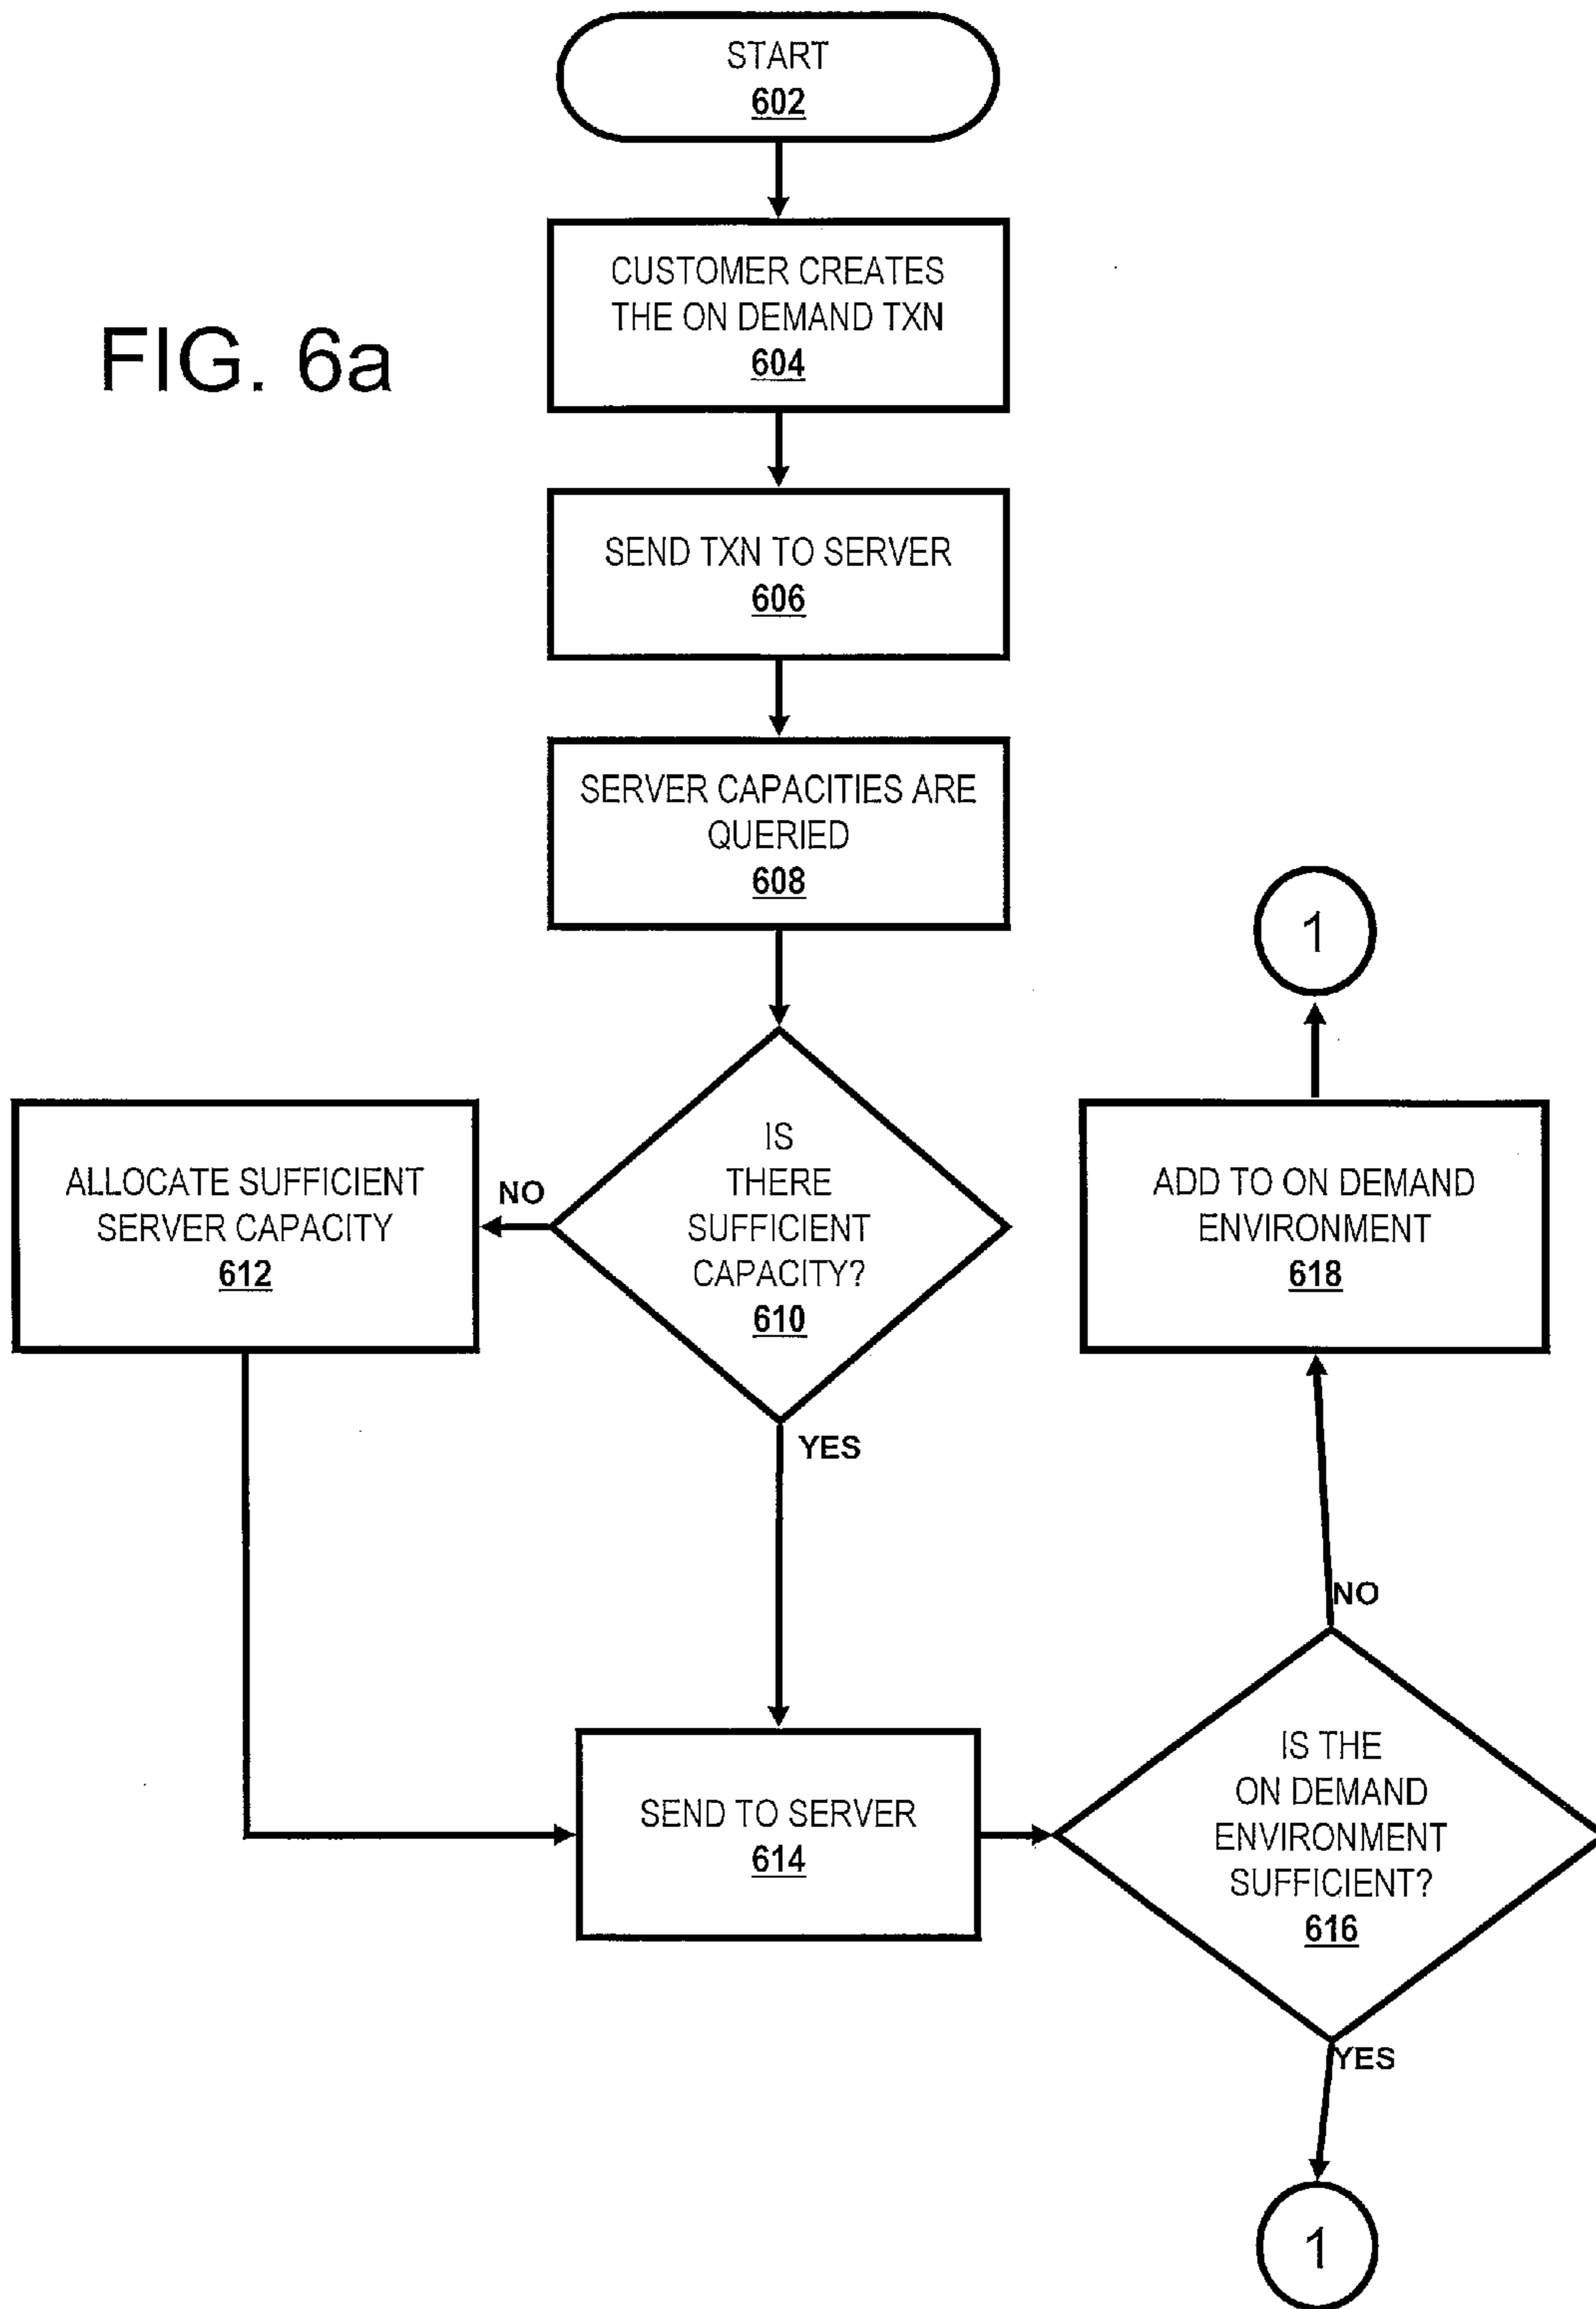 START
602
FIG. 6a
CUSTOMER CREATES
THE ON DEMAND TXN
604
SEND TXN TO SERVER
606
SERVER CAPACITIES ARE
QUERIED
608
1
ALLOCATE SUFFICIENT
SERVER CAPACITY
612
NO
IS
THERE
SUFFICIENT
CAPACITY?
610
YES
ADD TO ON DEMAND
ENVIRONMENT
618
NO
SEND TO SERVER
614
IS THE
ON DEMAND
ENVIRONMENT
SUFFICIENT?
616
YES
1